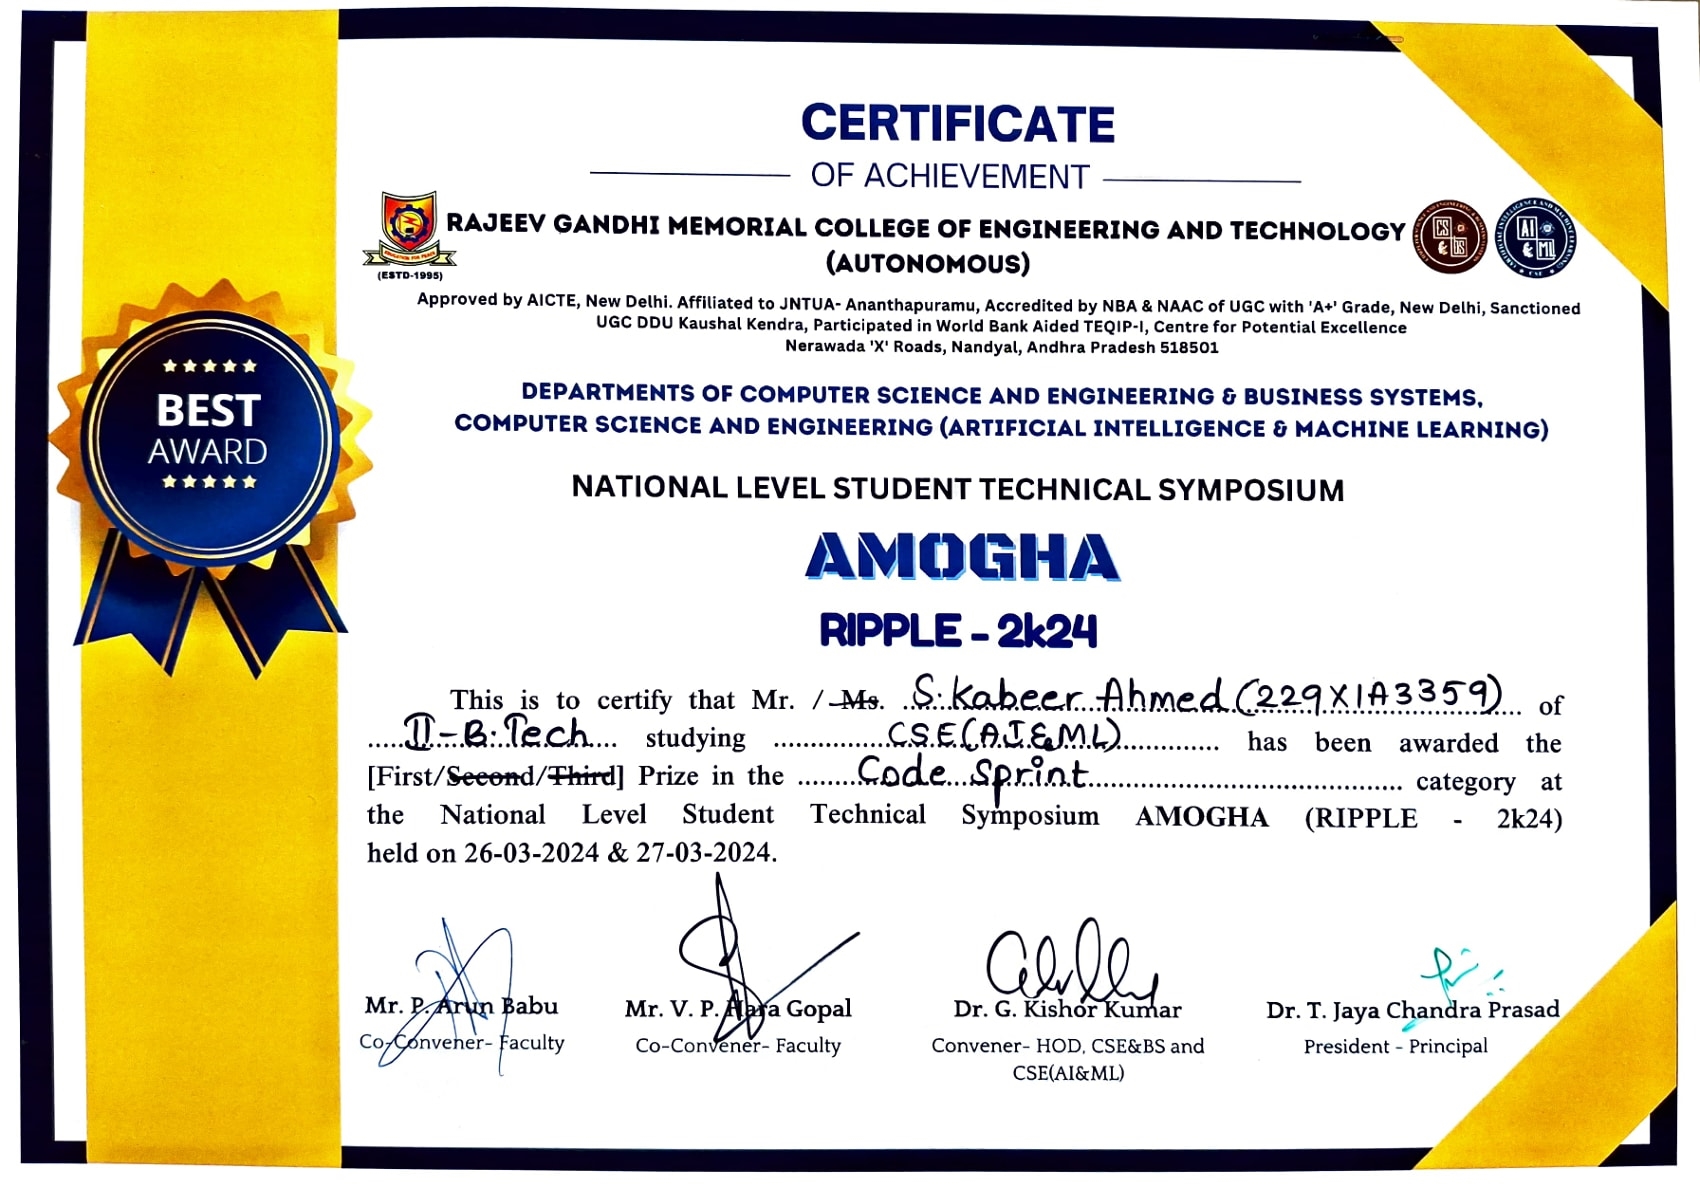 CERTIFICATE
OF ACHIEVEMENT
RAJEEV GANDHI MEMORIAL COLLEGE OF ENGINEERING AND TECHNOLOGY
(AUTONOMOUS)
(ESTD-1995)
CS & BS
AI & ML
Approved by AICTE, New Delhi. Affiliated to JNTUA- Ananthapuramu, Accredited by NBA & NAAC of UGC with 'A+' Grade, New Delhi, Sanctioned
UGC DDU Kaushal Kendra, Participated in World Bank Aided TEQIP-I, Centre for Potential Excellence
Nerawada 'X' Roads, Nandyal, Andhra Pradesh 518501
BEST
AWARD
DEPARTMENTS OF COMPUTER SCIENCE AND ENGINEERING & BUSINESS SYSTEMS,
COMPUTER SCIENCE AND ENGINEERING (ARTIFICIAL INTELLIGENCE & MACHINE LEARNING)
NATIONAL LEVEL STUDENT TECHNICAL SYMPOSIUM
AMOGHA
RIPPLE - 2k24
This is to certify that Mr. / Ms. S.Kabeer Ahmed (229X1A3359) of
II-B.Tech studying CSE(AI&ML) has been awarded the
[First/Second/Third] Prize in the Code Sprint category at
the National Level Student Technical Symposium AMOGHA (RIPPLE - 2k24)
held on 26-03-2024 & 27-03-2024.
Mr. P. Arun Babu
Co-Convener- Faculty
Mr. V. P. Hara Gopal
Co-Convener- Faculty
Dr. G. Kishor Kumar
Convener- HOD, CSE&BS and
CSE(AI&ML)
Dr. T. Jaya Chandra Prasad
President - Principal